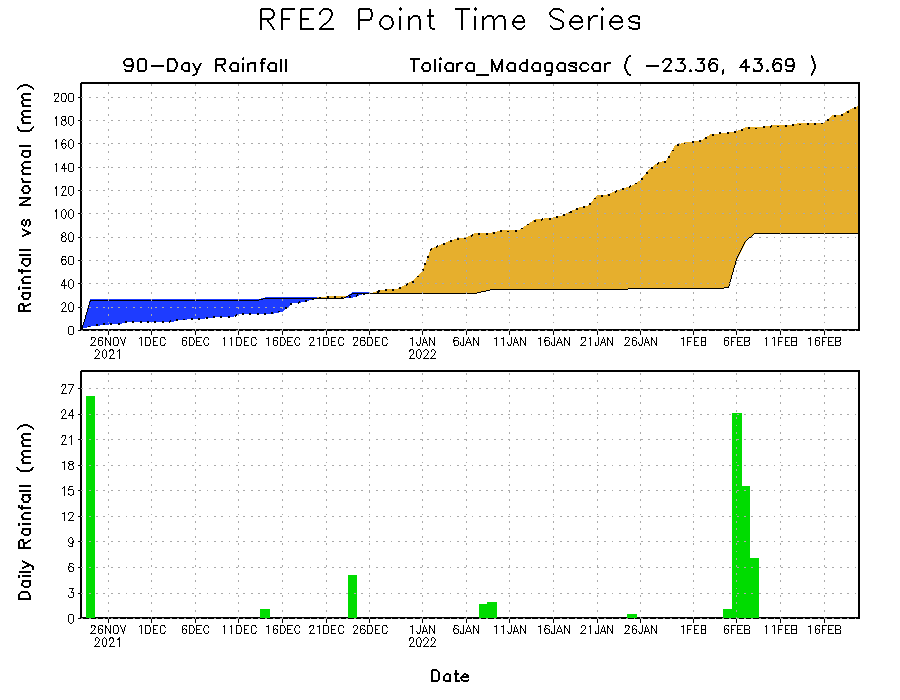 RFE2 Point Time Series
90-Day Rainfall
Toliara_Madagascar ( -23.36, 43.69 )
Rainfall vs Normal (mm)
200
180
160
140
120
100
80
60
40
20
0
26NOV 1DEC 6DEC 11DEC 16DEC 21DEC 26DEC 1JAN 6JAN 11JAN 16JAN 21JAN 26JAN 1FEB 6FEB 11FEB 16FEB
2021 2022
Daily Rainfall (mm)
27
24
21
18
15
12
9
6
3
0
26NOV 1DEC 6DEC 11DEC 16DEC 21DEC 26DEC 1JAN 6JAN 11JAN 16JAN 21JAN 26JAN 1FEB 6FEB 11FEB 16FEB
2021 2022
Date